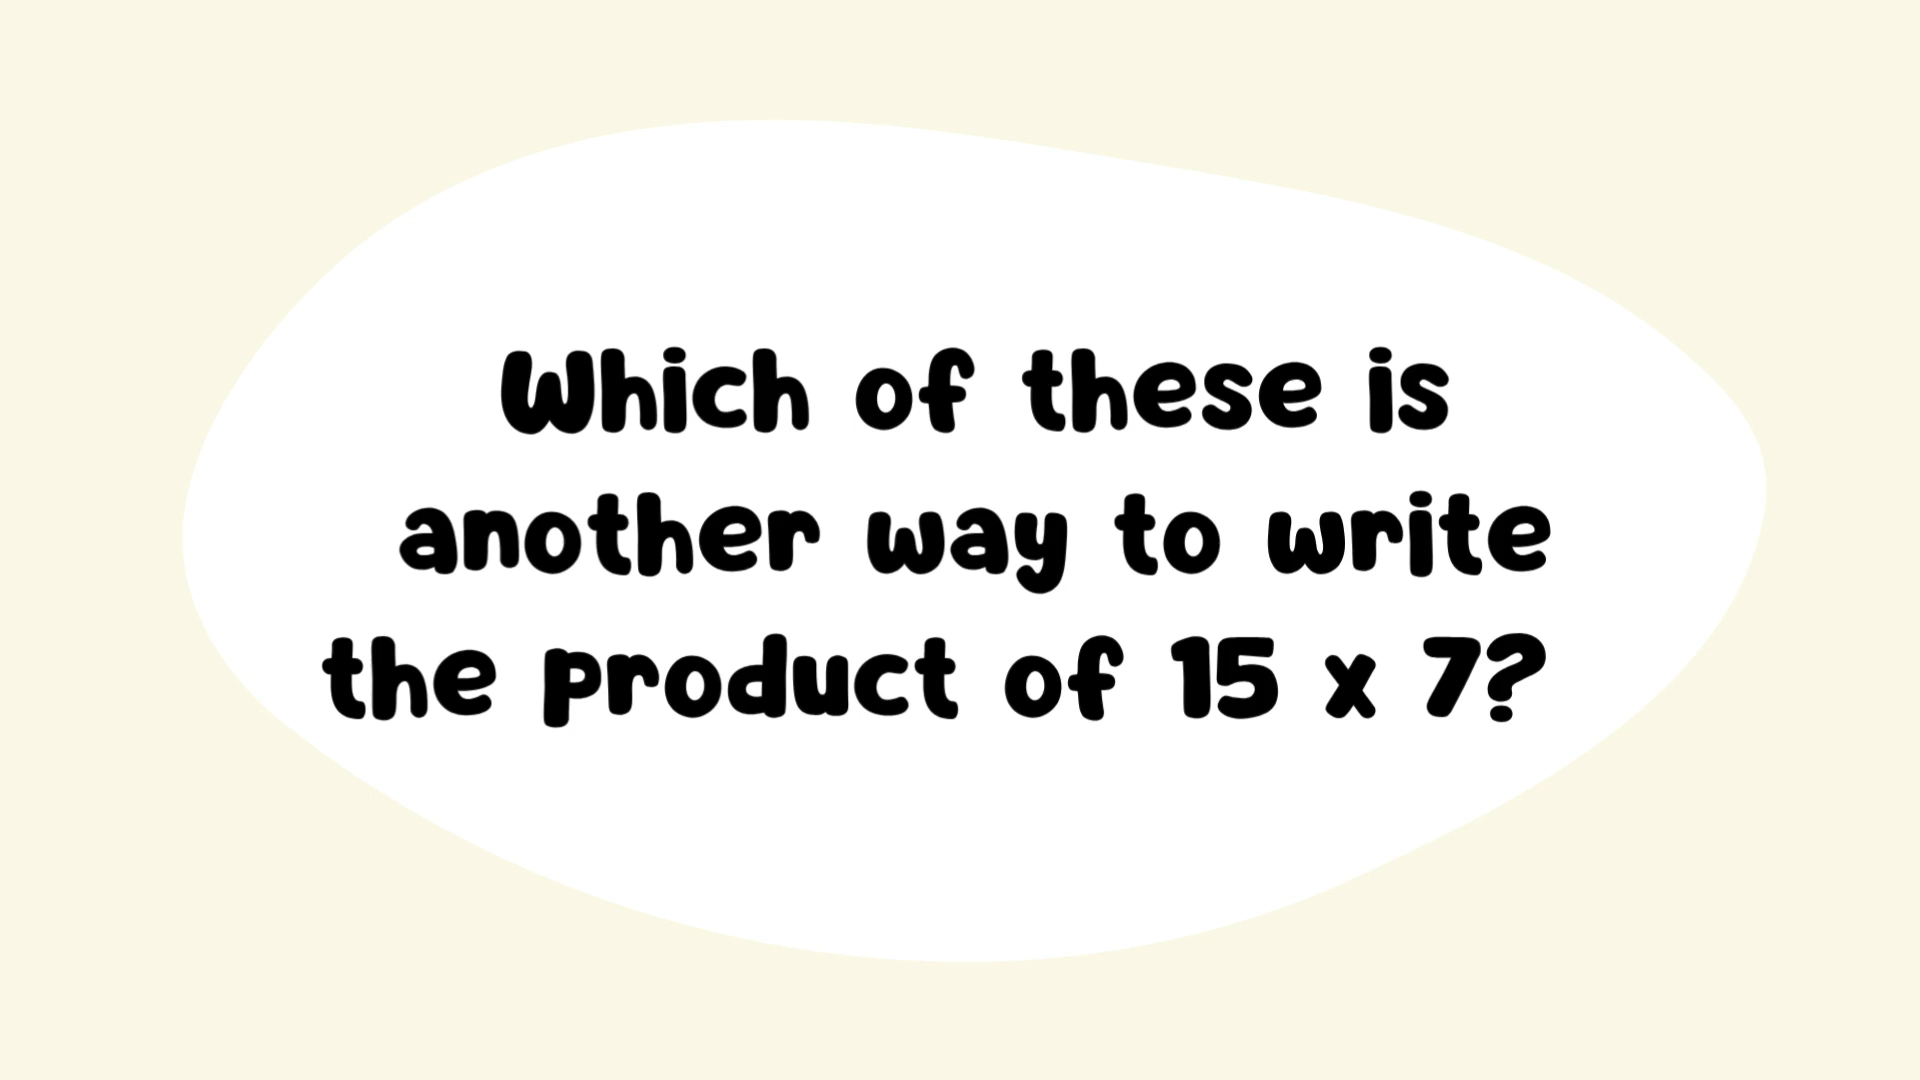 Which of these is
another way to write
the product of 15 x 7?